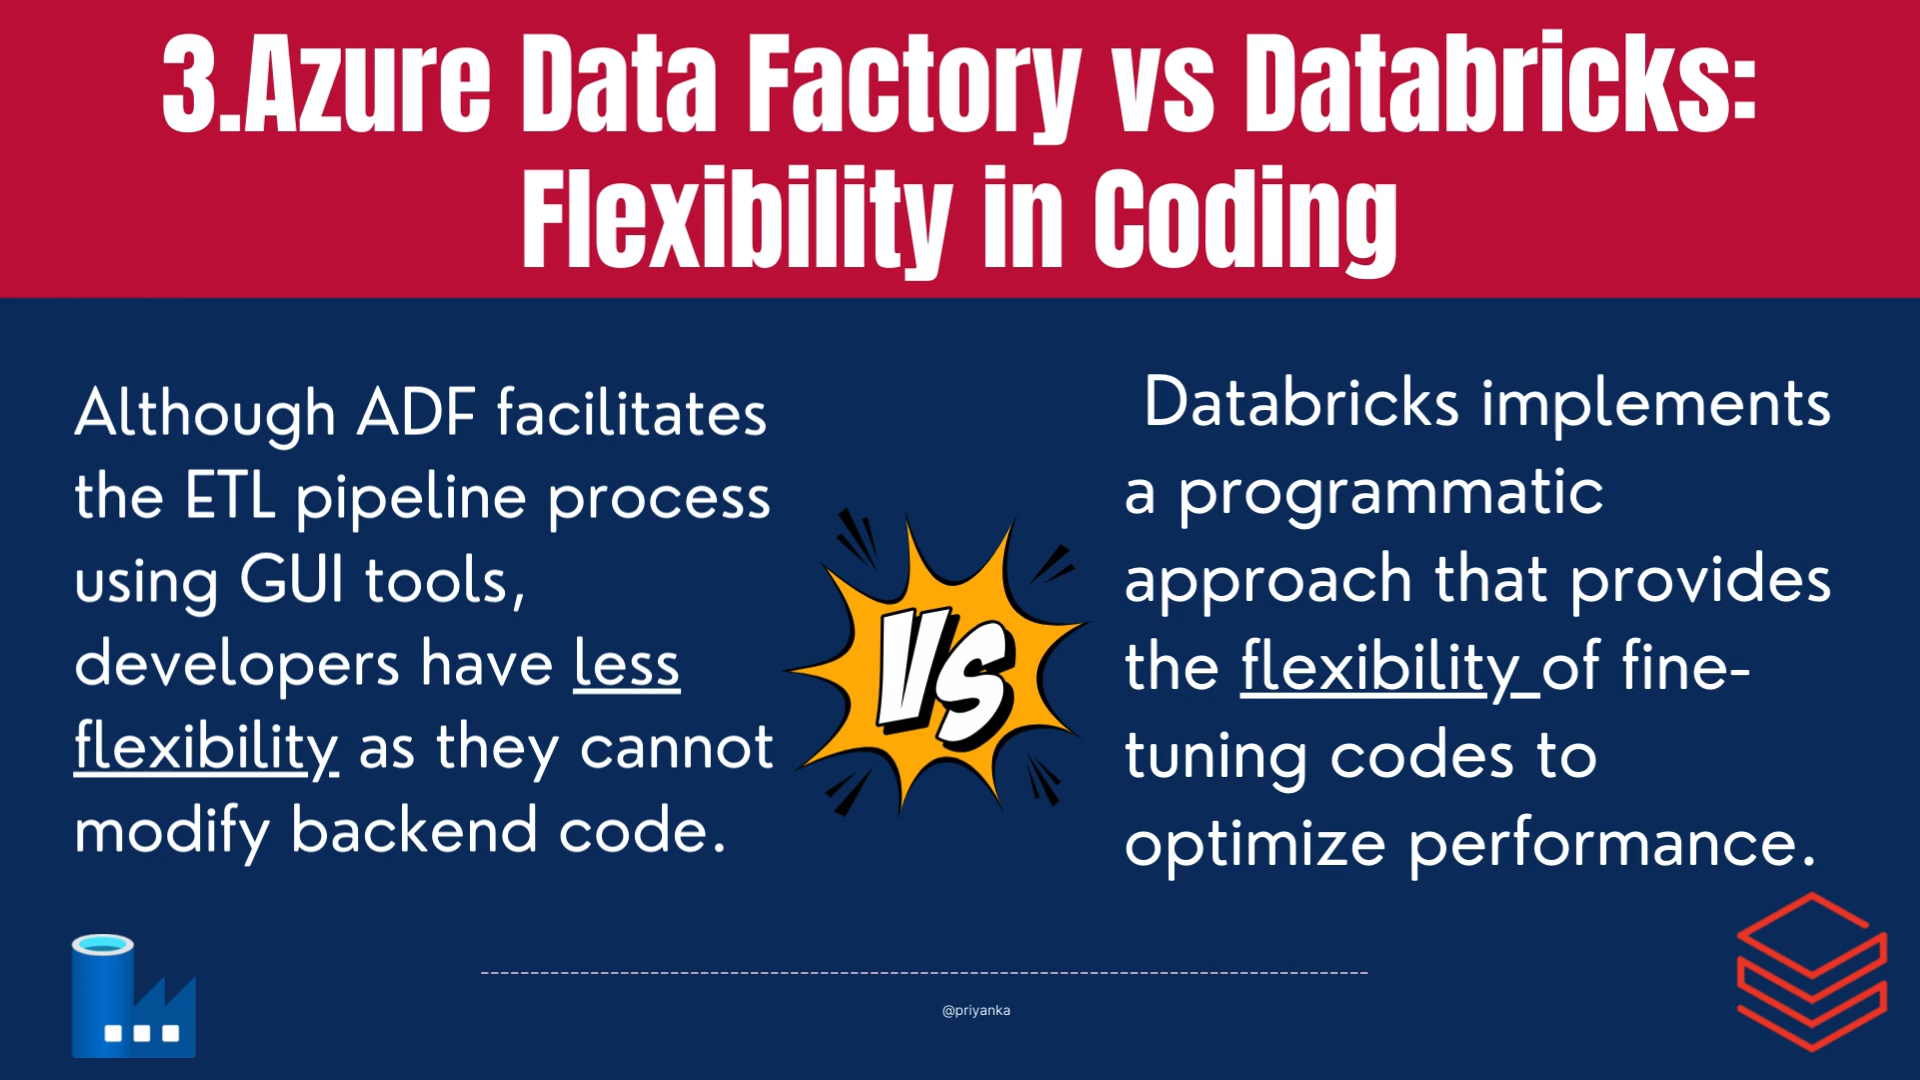 3.Azure Data Factory vs Databricks:
Flexibility in Coding
Although ADF facilitates
the ETL pipeline process
using GUI tools,
developers have less
flexibility as they cannot
modify backend code.
VS
Databricks implements
a programmatic
approach that provides
the flexibility of fine-
tuning codes to
optimize performance.
@priyanka